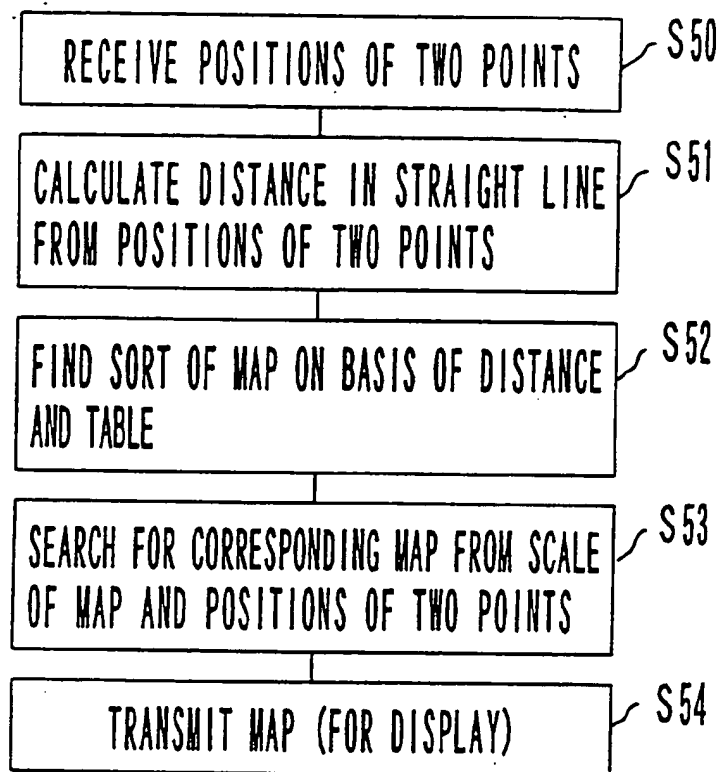 RECEIVE POSITIONS OF TWO POINTS S50
CALCULATE DISTANCE IN STRAIGHT LINE S51
FROM POSITIONS OF TWO POINTS
FIND SORT OF MAP ON BASIS OF DISTANCE S52
AND TABLE
SEARCH FOR CORRESPONDING MAP FROM SCALE S53
OF MAP AND POSITIONS OF TWO POINTS
TRANSMIT MAP (FOR DISPLAY) S54